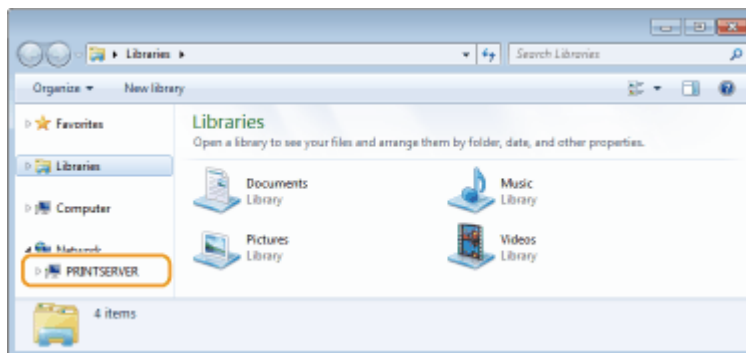 Libraries
Search Libraries
Organize
New library
Favorites
Libraries
Computer
Network
PRINTSERVER
Libraries
Open a library to see your files and arrange them by folder, date, and other properties.
Documents
Library
Music
Library
Pictures
Library
Videos
Library
4 items